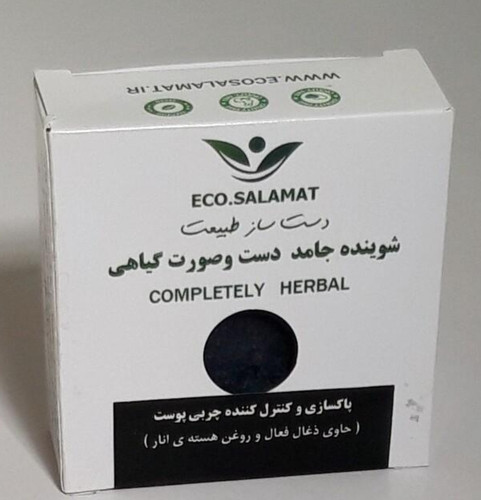 WWW.ECOSALAMAT.IR
ECO.SALAMAT
دست ساز طبیعت
شوینده جامد دست وصورت گیاهی
COMPLETELY HERBAL
پاکسازی و کنترل کننده چربی پوست
( حاوی ذغال فعال و روغن هسته ی انار )